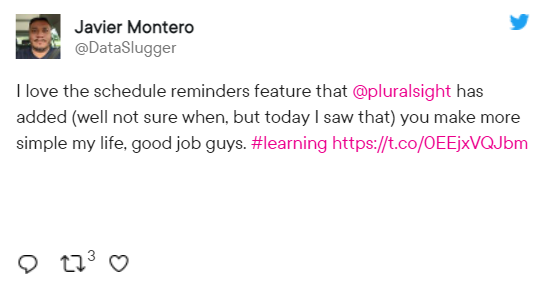 Javier Montero
@DataSlugger
I love the schedule reminders feature that @pluralsight has
added (well not sure when, but today I saw that) you make more
simple my life, good job guys. #learning https://t.co/0EEjxVQJbm
3